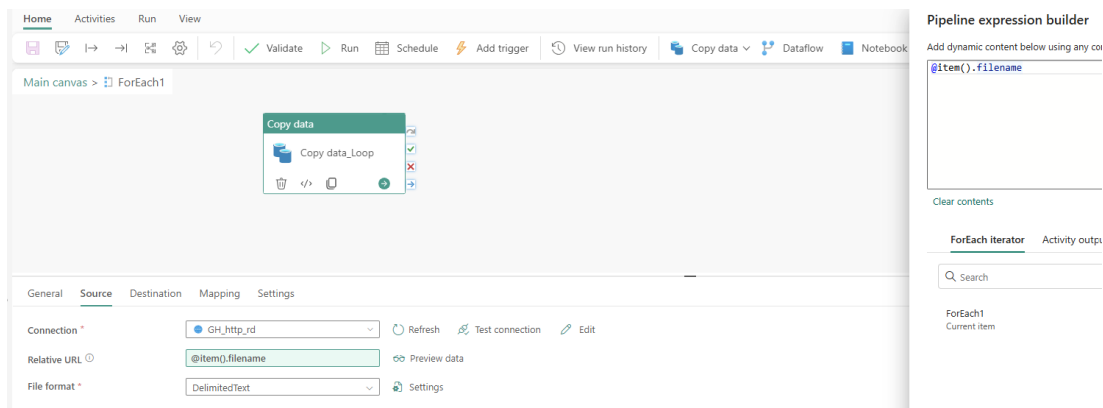 Home Activities Run View
Validate Run Schedule Add trigger View run history Copy data Dataflow Notebook
Main canvas > ForEach1
Copy data
Copy data_Loop
General Source Destination Mapping Settings
Connection * GH_http_rd Refresh Test connection Edit
Relative URL @item().filename Preview data
File format * DelimitedText Settings
Pipeline expression builder
Add dynamic content below using any
@item().filename
Clear contents
ForEach iterator Activity
Search
ForEach1
Current item